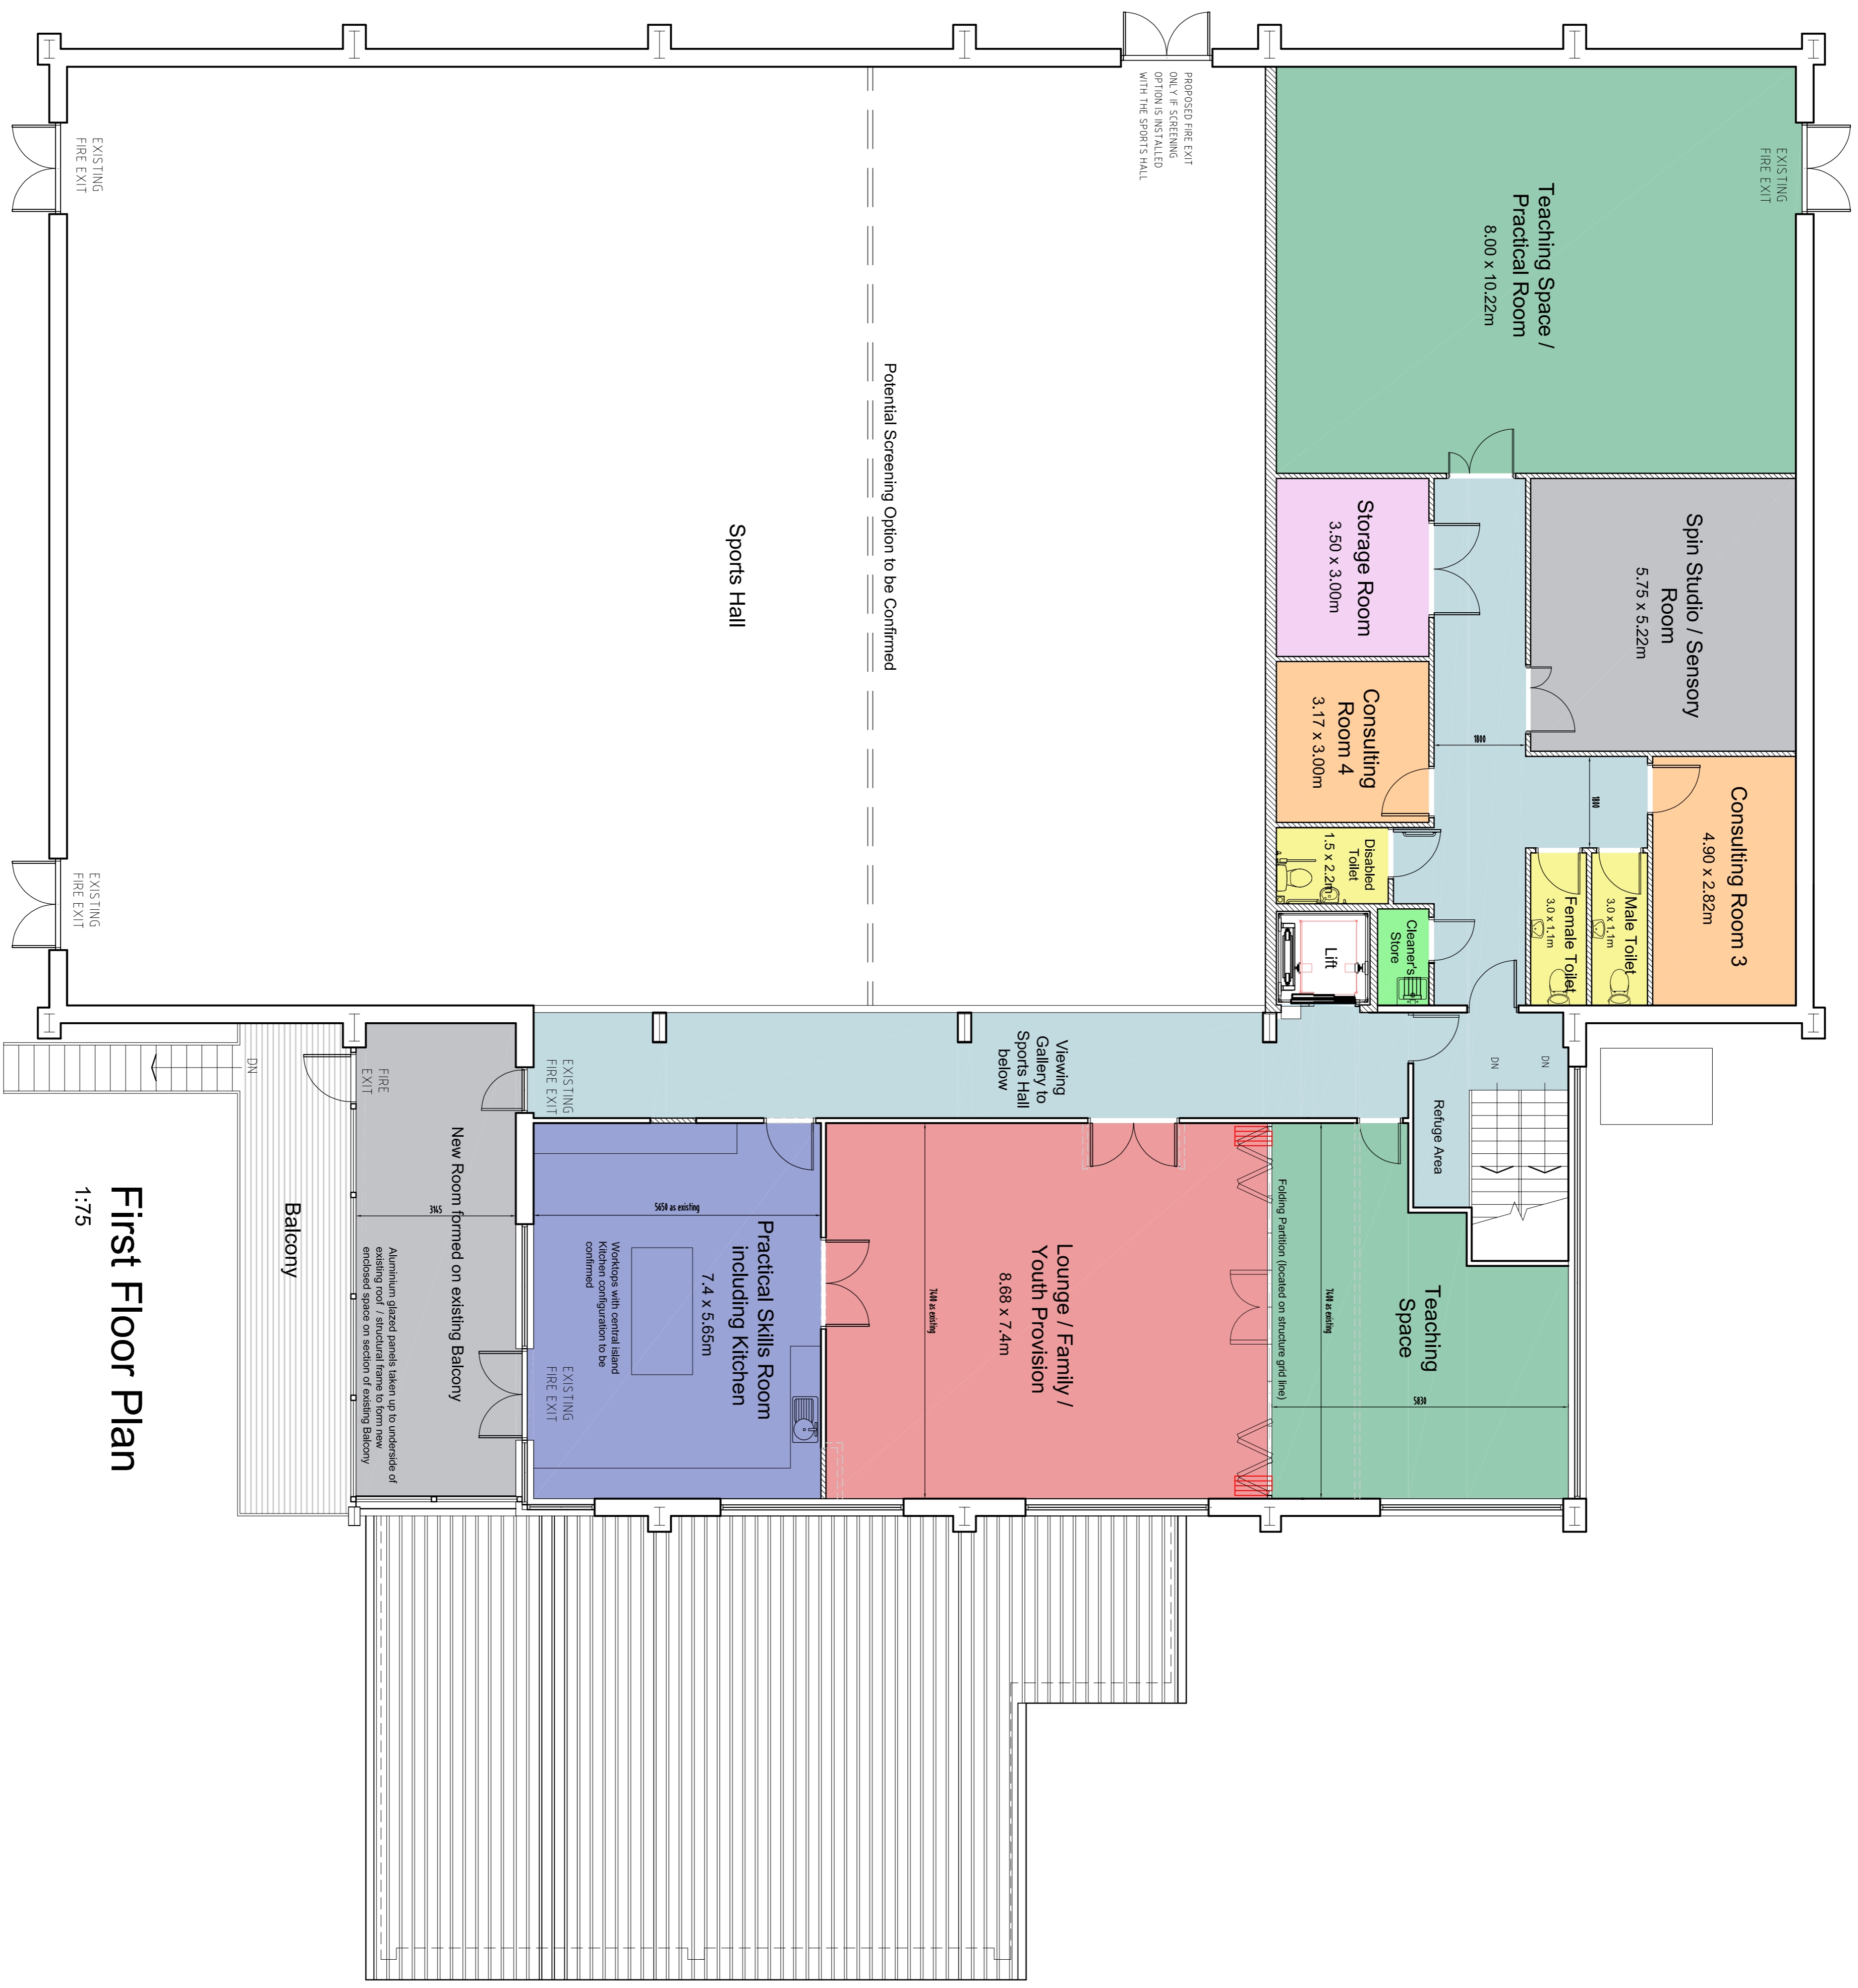 Teaching Space /
Practical Room
8.00 x 10.22m
EXISTING
FIRE EXIT
Spin Studio / Sensory
Room
5.75 x 5.22m
Consulting Room 3
4.90 x 2.82m
Male Toilet
3.0 x 1.1m
Female Toilet
3.0 x 1.1m
1800
1800
Storage Room
3.50 x 3.00m
Consulting
Room 4
3.17 x 3.00m
Disabled
Toilet
1.5 x 2.2m
Cleaner's
Store
Lift
DN
DN
Refuge Area
Teaching
Space
5830
7400 as existing
Folding Partition (located on structure grid line)
PROPOSED FIRE EXIT
ONLY IF SCREENING
OPTION IS INSTALLED
WITH THE SPORTS HALL
Potential Screening Option to be Confirmed
Sports Hall
Viewing
Gallery to
Sports Hall
below
Lounge / Family /
Youth Provision
8.68 x 7.4m
7400 as existing
Practical Skills Room
including Kitchen
7.4 x 5.65m
5650 as existing
Worktops with central island
Kitchen configuration to be
confirmed
EXISTING
FIRE EXIT
EXISTING
FIRE EXIT
New Room formed on existing Balcony
3145
Aluminium glazed panels taken up to underside of
existing roof / structural frame to form new
enclosed space on section of existing Balcony
FIRE
EXIT
Balcony
DN
EXISTING
FIRE EXIT
EXISTING
FIRE EXIT
First Floor Plan
1:75